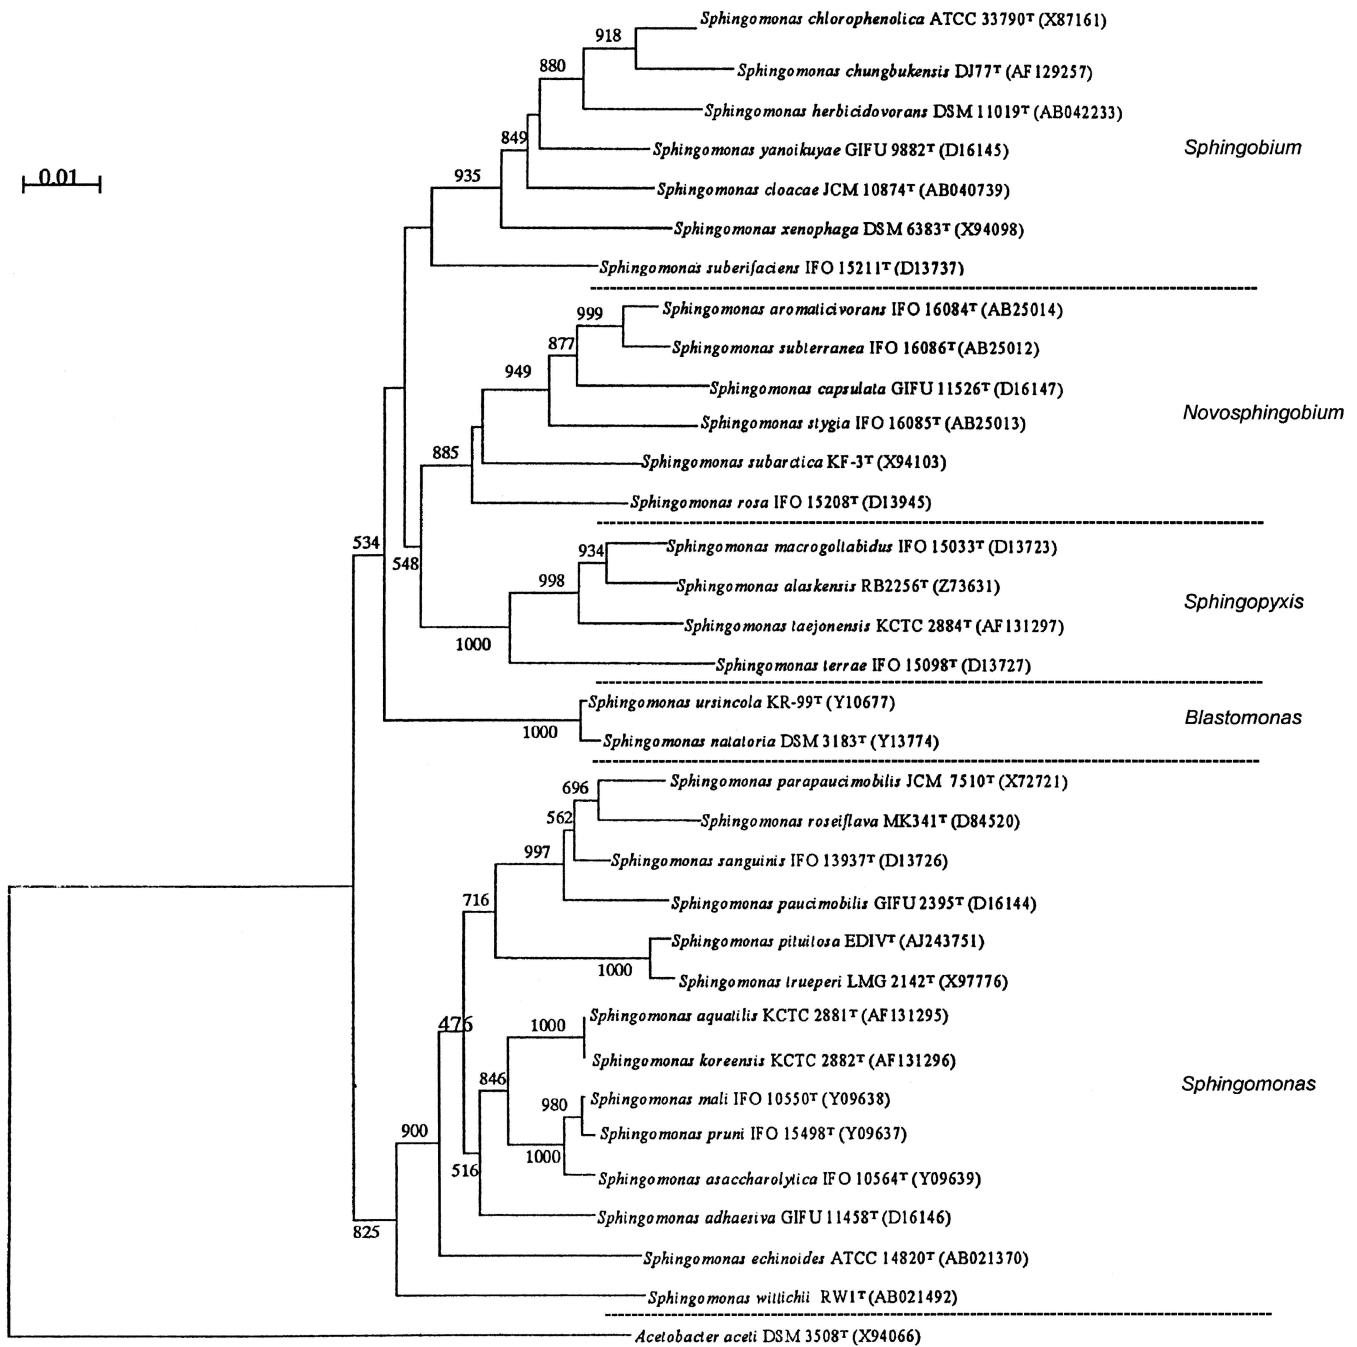 Sphingomonas chlorophenolica ATCC 33790ᵀ (X87161)
918
Sphingomonas chungbukensis DJ77ᵀ (AF129257)
880
Sphingomonas herbicidovorans DSM 11019ᵀ (AB042233)
849
Sphingomonas yanoikuyae GIFU 9882ᵀ (D16145)
Sphingobium
0.01
935
Sphingomonas cloacae JCM 10874ᵀ (AB040739)
Sphingomonas xenophaga DSM 6383ᵀ (X94098)
Sphingomonas suberifaciens IFO 15211ᵀ (D13737)
Sphingomonas aromaticivorans IFO 16084ᵀ (AB25014)
999
877
Sphingomonas subterranea IFO 16086ᵀ (AB25012)
949
Sphingomonas capsulata GIFU 11526ᵀ (D16147)
Novosphingobium
Sphingomonas stygia IFO 16085ᵀ (AB25013)
885
Sphingomonas subarctica KF-3ᵀ (X94103)
Sphingomonas rosa IFO 15208ᵀ (D13945)
534
548
Sphingomonas macrogoltabidus IFO 15033ᵀ (D13723)
934
998
Sphingomonas alaskensis RB2256ᵀ (Z73631)
Sphingopyxis
Sphingomonas taejonensis KCTC 2884ᵀ (AF131297)
1000
Sphingomonas terrae IFO 15098ᵀ (D13727)
Sphingomonas ursincola KR-99ᵀ (Y10677)
Blastomonas
1000
Sphingomonas natatoria DSM 3183ᵀ (Y13774)
Sphingomonas parapaucimobilis JCM 7510ᵀ (X72721)
696
562
Sphingomonas roseiflava MK341ᵀ (D84520)
997
Sphingomonas sanguinis IFO 13937ᵀ (D13726)
716
Sphingomonas paucimobilis GIFU 2395ᵀ (D16144)
Sphingomonas pituitosa EDIVᵀ (AJ243751)
1000
Sphingomonas trueperi LMG 2142ᵀ (X97776)
476
1000
Sphingomonas aquatilis KCTC 2881ᵀ (AF131295)
Sphingomonas koreensis KCTC 2882ᵀ (AF131296)
846
Sphingomonas
980
Sphingomonas mali IFO 10550ᵀ (Y09638)
900
Sphingomonas pruni IFO 15498ᵀ (Y09637)
1000
516
Sphingomonas asaccharolytica IFO 10564ᵀ (Y09639)
Sphingomonas adhaesiva GIFU 11458ᵀ (D16146)
825
Sphingomonas echinoides ATCC 14820ᵀ (AB021370)
Sphingomonas wittichii RW1ᵀ (AB021492)
Acetobacter aceti DSM 3508ᵀ (X94066)